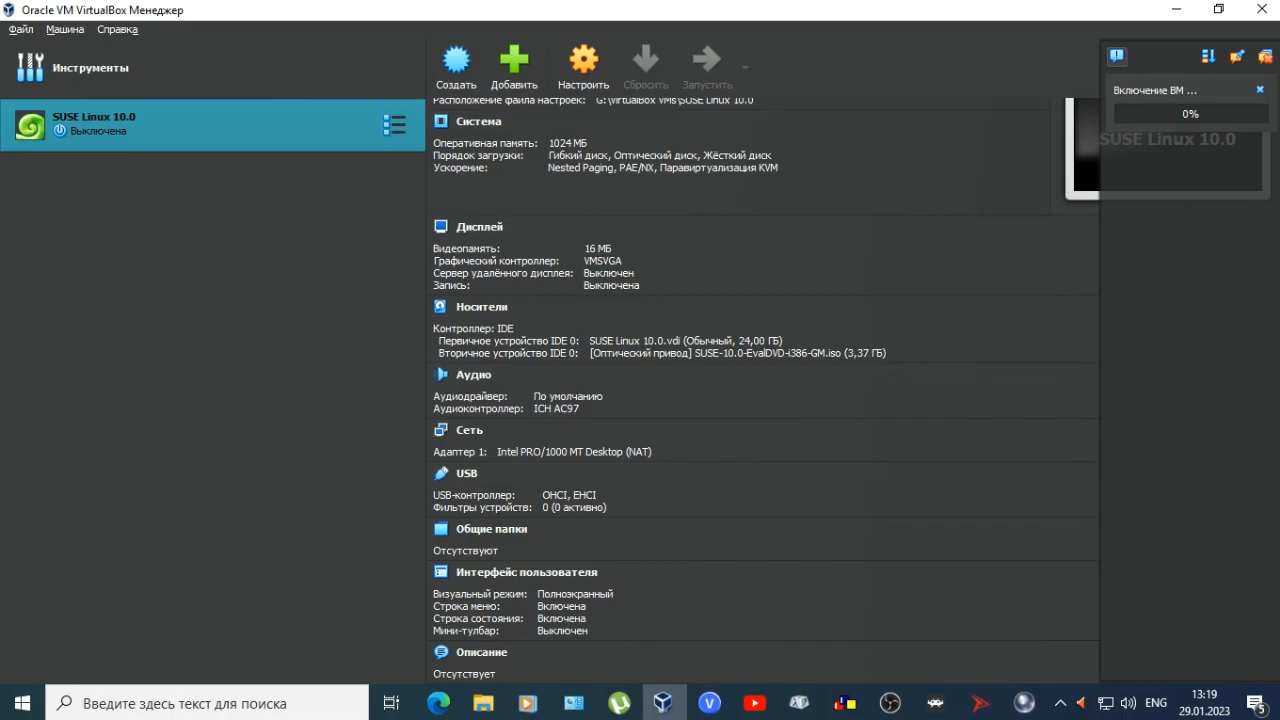 Oracle VM VirtualBox Менеджер
Файл Машина Справка
Инструменты
Создать Добавить Настроить Сбросить Запустить
SUSE Linux 10.0
Выключена
Расположение файла настроек: G:\VirtualBox VMs\SUSE Linux 10.0
Система
Оперативная память: 1024 МБ
Порядок загрузки: Гибкий диск, Оптический диск, Жёсткий диск
Ускорение: Nested Paging, PAE/NX, Паравиртуализация KVM
Включение ВМ ...
0%
SUSE Linux 10.0
Дисплей
Видеопамять: 16 МБ
Графический контроллер: VMSVGA
Сервер удалённого дисплея: Выключен
Запись: Выключена
Носители
Контроллер: IDE
Первичное устройство IDE 0: SUSE Linux 10.0.vdi (Обычный, 24,00 ГБ)
Вторичное устройство IDE 0: [Оптический привод] SUSE-10.0-EvalDVD-i386-GM.iso (3,37 ГБ)
Аудио
Аудиодрайвер: По умолчанию
Аудиоконтроллер: ICH AC97
Сеть
Адаптер 1: Intel PRO/1000 MT Desktop (NAT)
USB
USB-контроллер: OHCI, EHCI
Фильтры устройств: 0 (0 активно)
Общие папки
Отсутствуют
Интерфейс пользователя
Визуальный режим: Полноэкранный
Строка меню: Включена
Строка состояния: Включена
Мини-тулбар: Выключен
Описание
Отсутствует
Введите здесь текст для поиска
ENG
13:19
29.01.2023
5